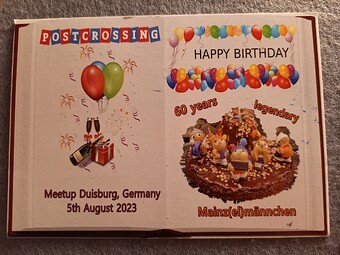 POSTCROSSING
Meetup Duisburg, Germany
5th August 2023
HAPPY BIRTHDAY
60 years legendary
Mainz(el)männchen